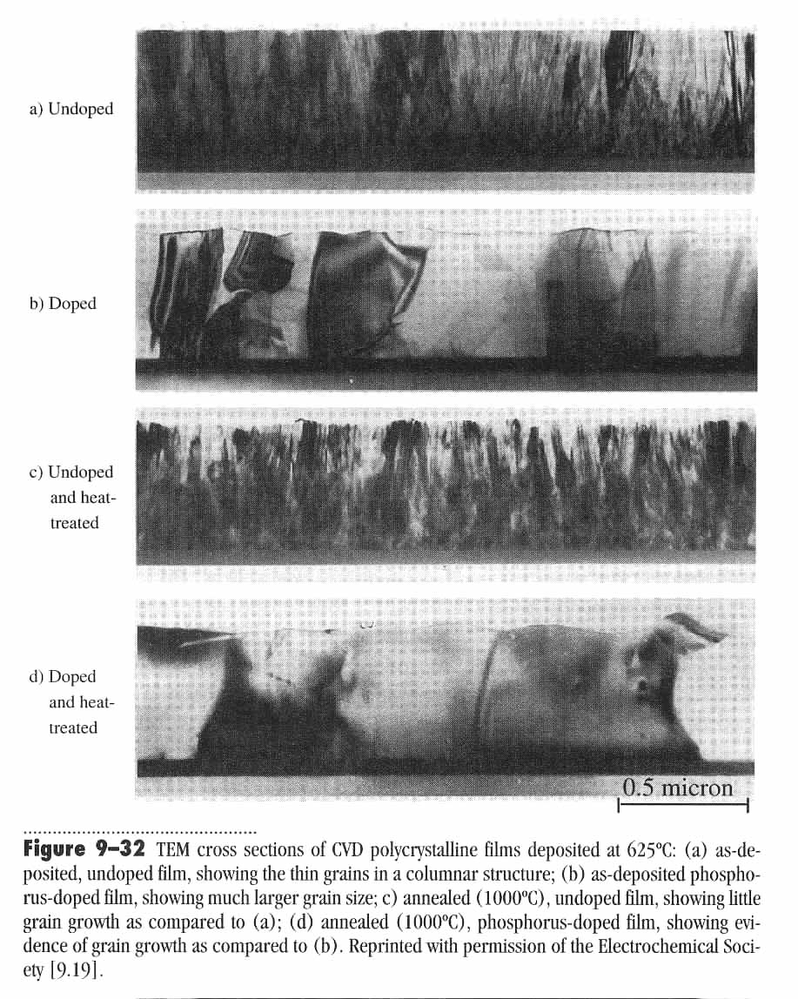 a) Undoped
b) Doped
c) Undoped
and heat-
treated
d) Doped
and heat-
treated
0.5 micron
Figure 9–32 TEM cross sections of CVD polycrystalline films deposited at 625°C: (a) as-de-
posited, undoped film, showing the thin grains in a columnar structure; (b) as-deposited phospho-
rus-doped film, showing much larger grain size; c) annealed (1000°C), undoped film, showing little
grain growth as compared to (a); (d) annealed (1000°C), phosphorus-doped film, showing evi-
dence of grain growth as compared to (b). Reprinted with permission of the Electrochemical Soci-
ety [9.19].